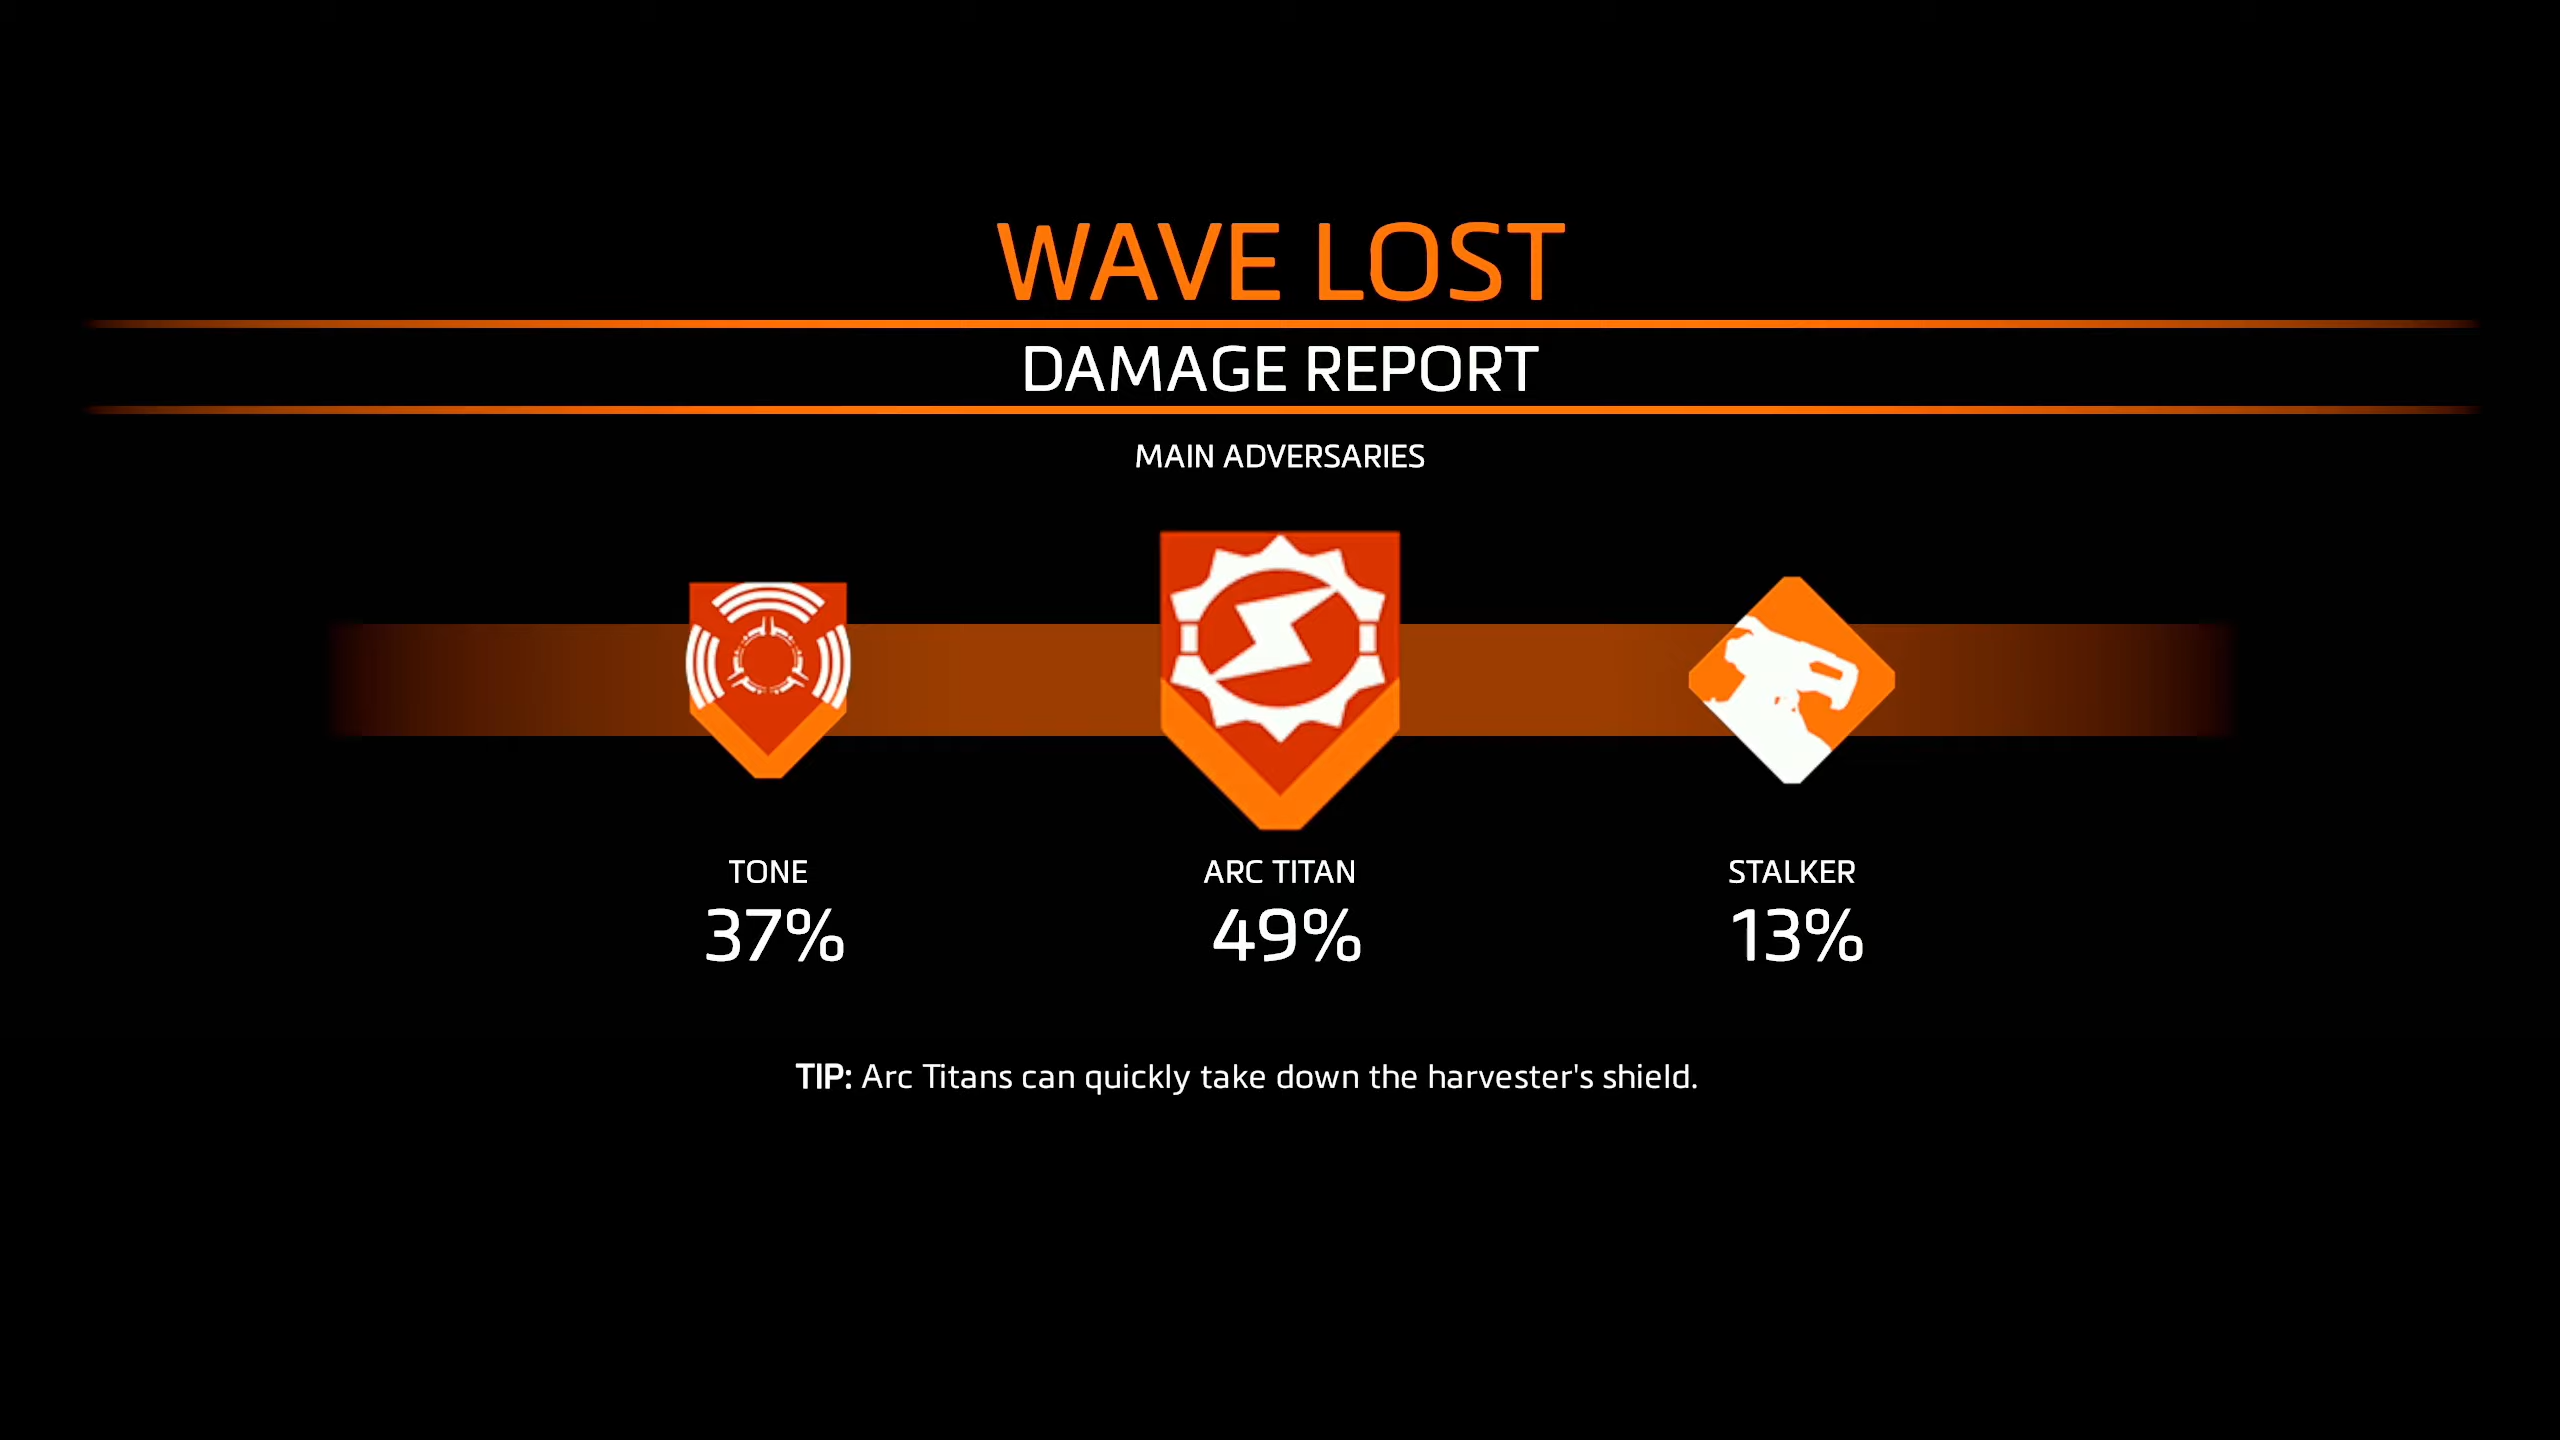 WAVE LOST
DAMAGE REPORT
MAIN ADVERSARIES
TONE
37%
ARC TITAN
49%
STALKER
13%
TIP: Arc Titans can quickly take down the harvester's shield.